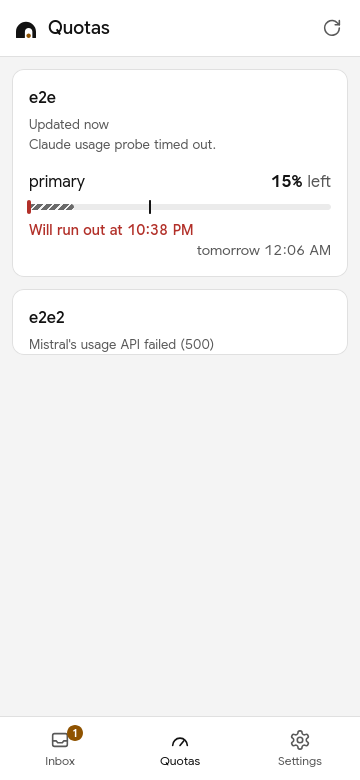 Quotas
e2e
Updated now
Claude usage probe timed out.
primary
15% left
Will run out at 10:38 PM
tomorrow 12:06 AM
e2e2
Mistral's usage API failed (500)
1
Inbox
Quotas
Settings